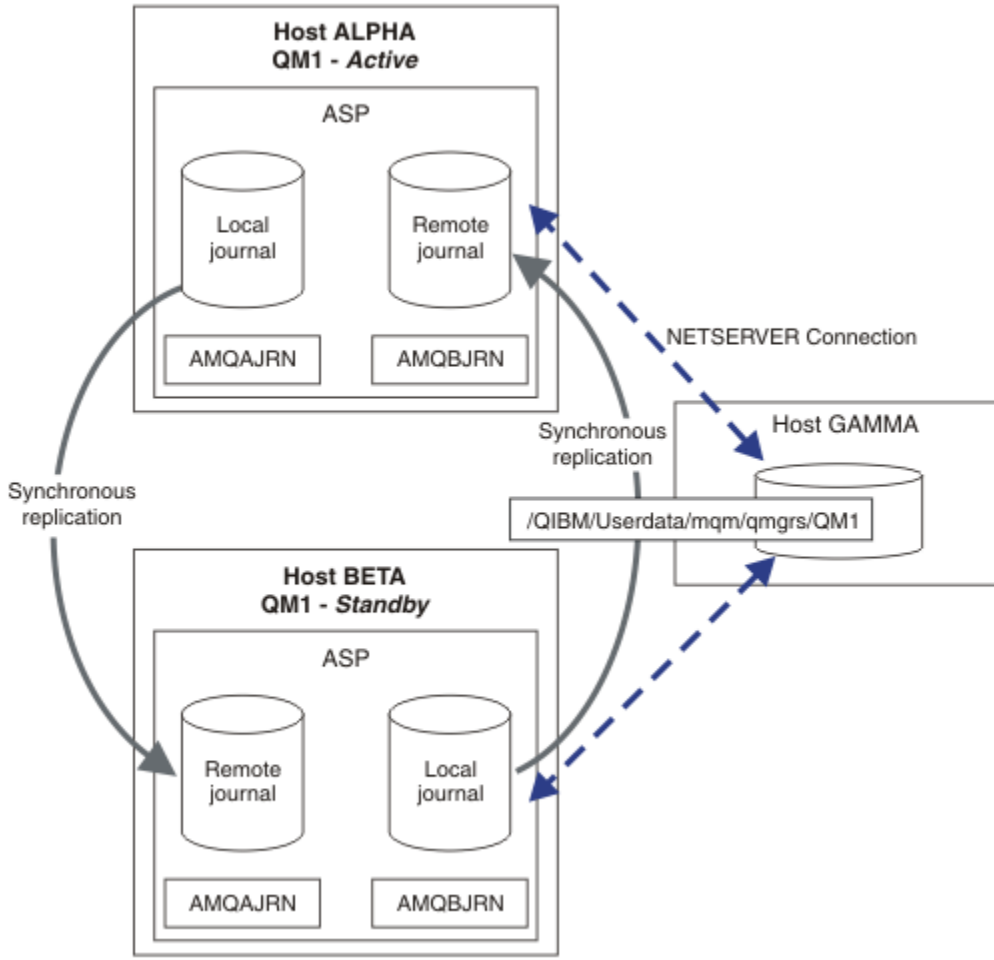 Host ALPHA
QM1 - Active
ASP
Local
journal
Remote
journal
AMQAJRN
AMQBJRN
NETSERVER Connection
Host GAMMA
/QIBM/Userdata/mqm/qmgrs/QM1
Synchronous
replication
Synchronous
replication
Host BETA
QM1 - Standby
ASP
Remote
journal
Local
journal
AMQAJRN
AMQBJRN